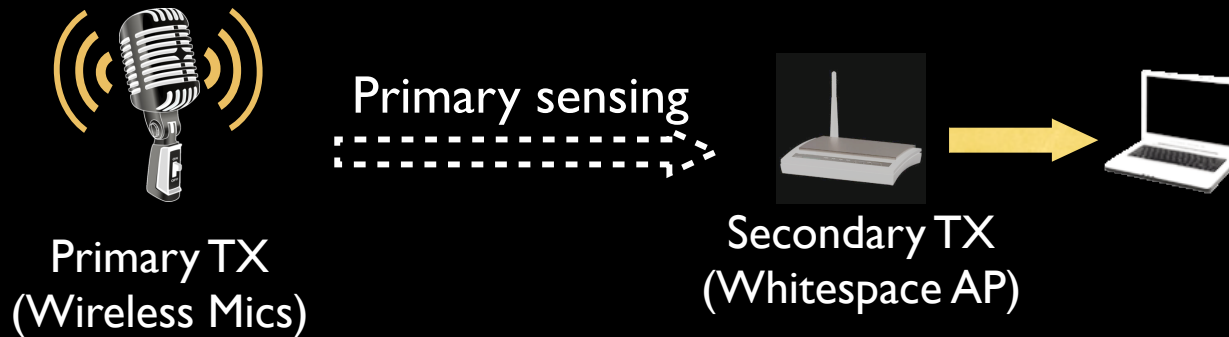 Primary sensing
Primary TX
(Wireless Mics)
Secondary TX
(Whitespace AP)